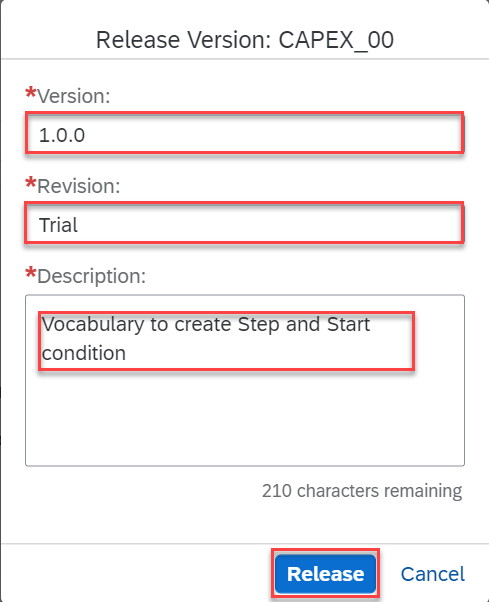 Release Version: CAPEX_00
*Version:
1.0.0
*Revision:
Trial
*Description:
Vocabulary to create Step and Start
condition
210 characters remaining
Release Cancel